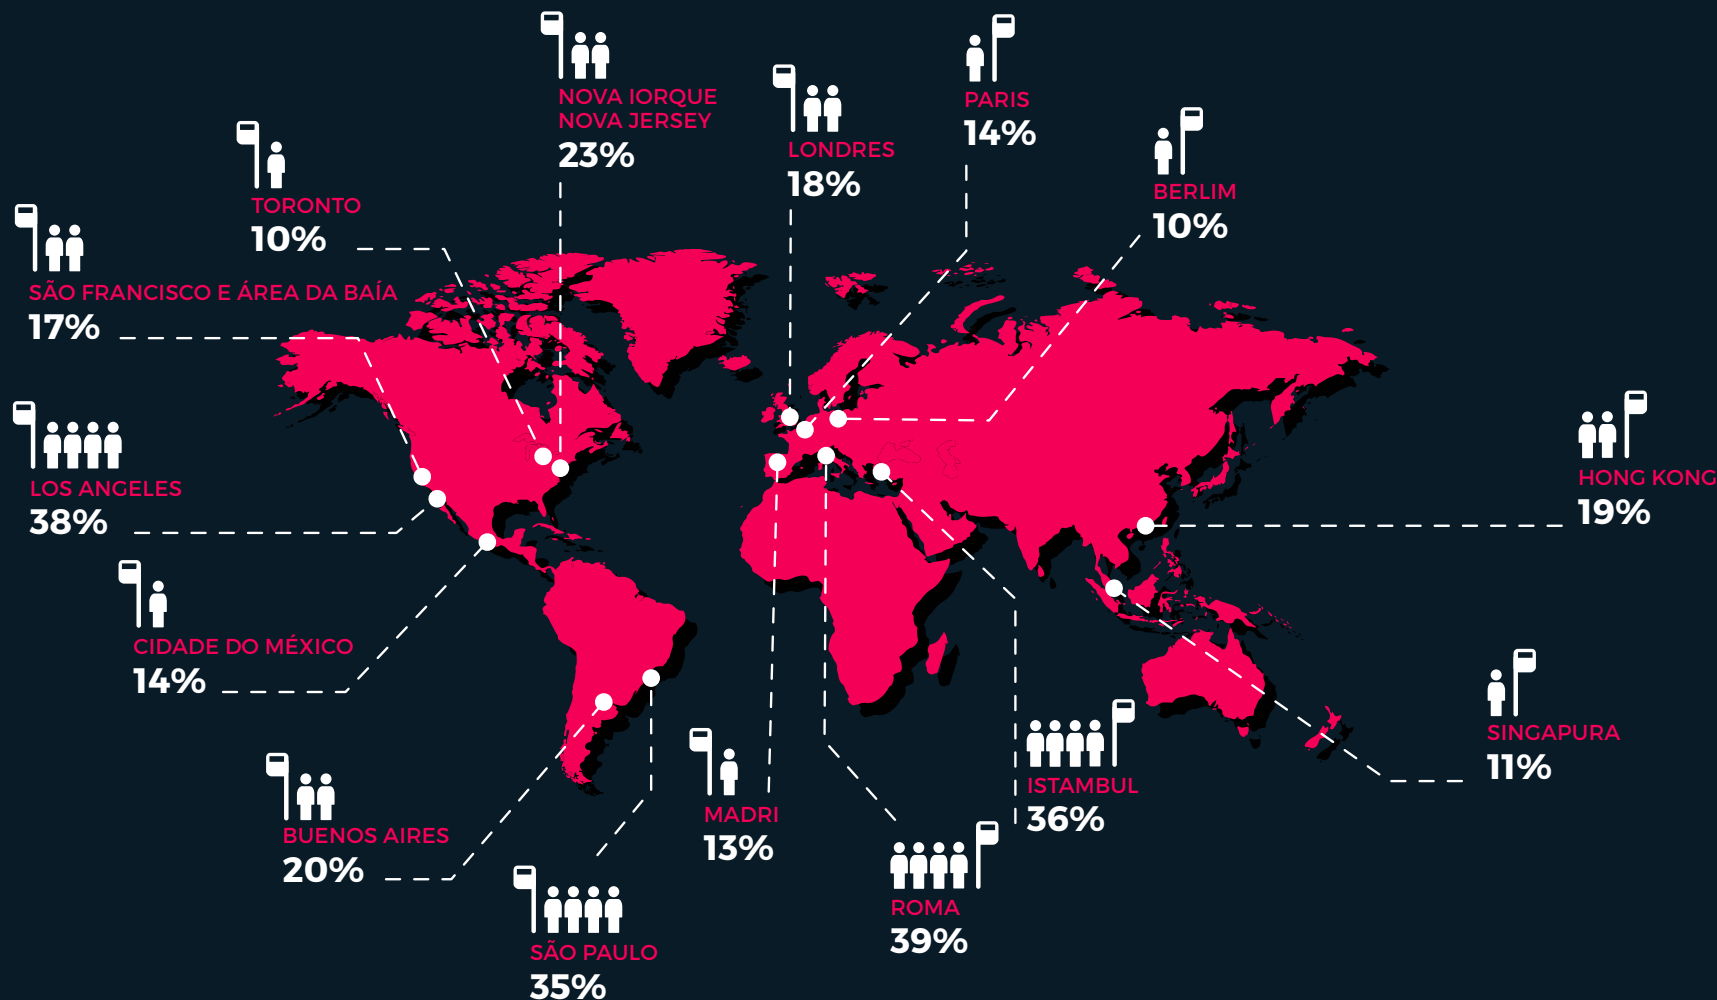 NOVA IORQUE
NOVA JERSEY
23%
PARIS
14%
LONDRES
18%
BERLIM
10%
TORONTO
10%
SÃO FRANCISCO E ÁREA DA BAÍA
17%
LOS ANGELES
38%
HONG KONG
19%
CIDADE DO MÉXICO
14%
SINGAPURA
11%
ISTAMBUL
36%
MADRI
13%
BUENOS AIRES
20%
ROMA
39%
SÃO PAULO
35%